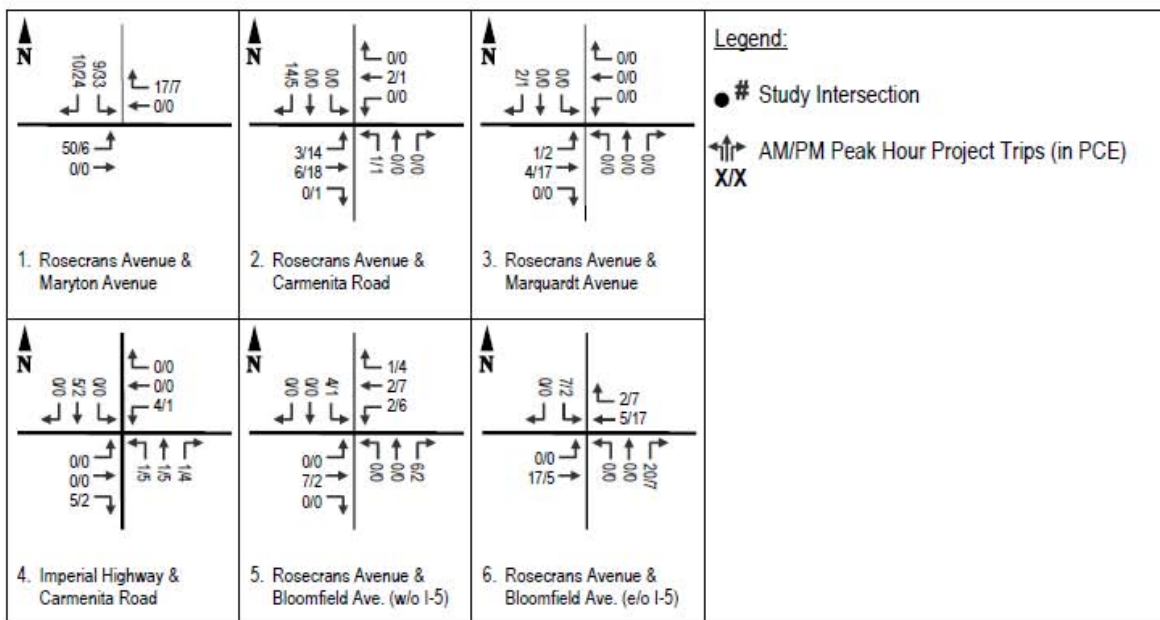 N
10/24
9/33
17/7
0/0
50/6
0/0
1. Rosecrans Avenue &
Maryton Avenue
N
14/5
0/0
0/0
0/0
2/1
0/0
3/14
6/18
0/1
1/1
0/0
0/0
2. Rosecrans Avenue &
Carmenita Road
N
2/1
0/0
0/0
0/0
0/0
0/0
1/2
4/17
0/0
0/0
0/0
0/0
3. Rosecrans Avenue &
Marquardt Avenue
Legend:
# Study Intersection
AM/PM Peak Hour Project Trips (in PCE)
X/X
N
0/0
5/2
0/0
0/0
0/0
4/1
0/0
0/0
5/2
1/5
1/5
1/4
4. Imperial Highway &
Carmenita Road
N
0/0
0/0
4/1
1/4
2/7
2/6
0/0
7/2
0/0
0/0
0/0
6/2
5. Rosecrans Avenue &
Bloomfield Ave. (w/o I-5)
N
0/0
7/2
2/7
5/17
0/0
17/5
0/0
0/0
20/7
6. Rosecrans Avenue &
Bloomfield Ave. (e/o I-5)